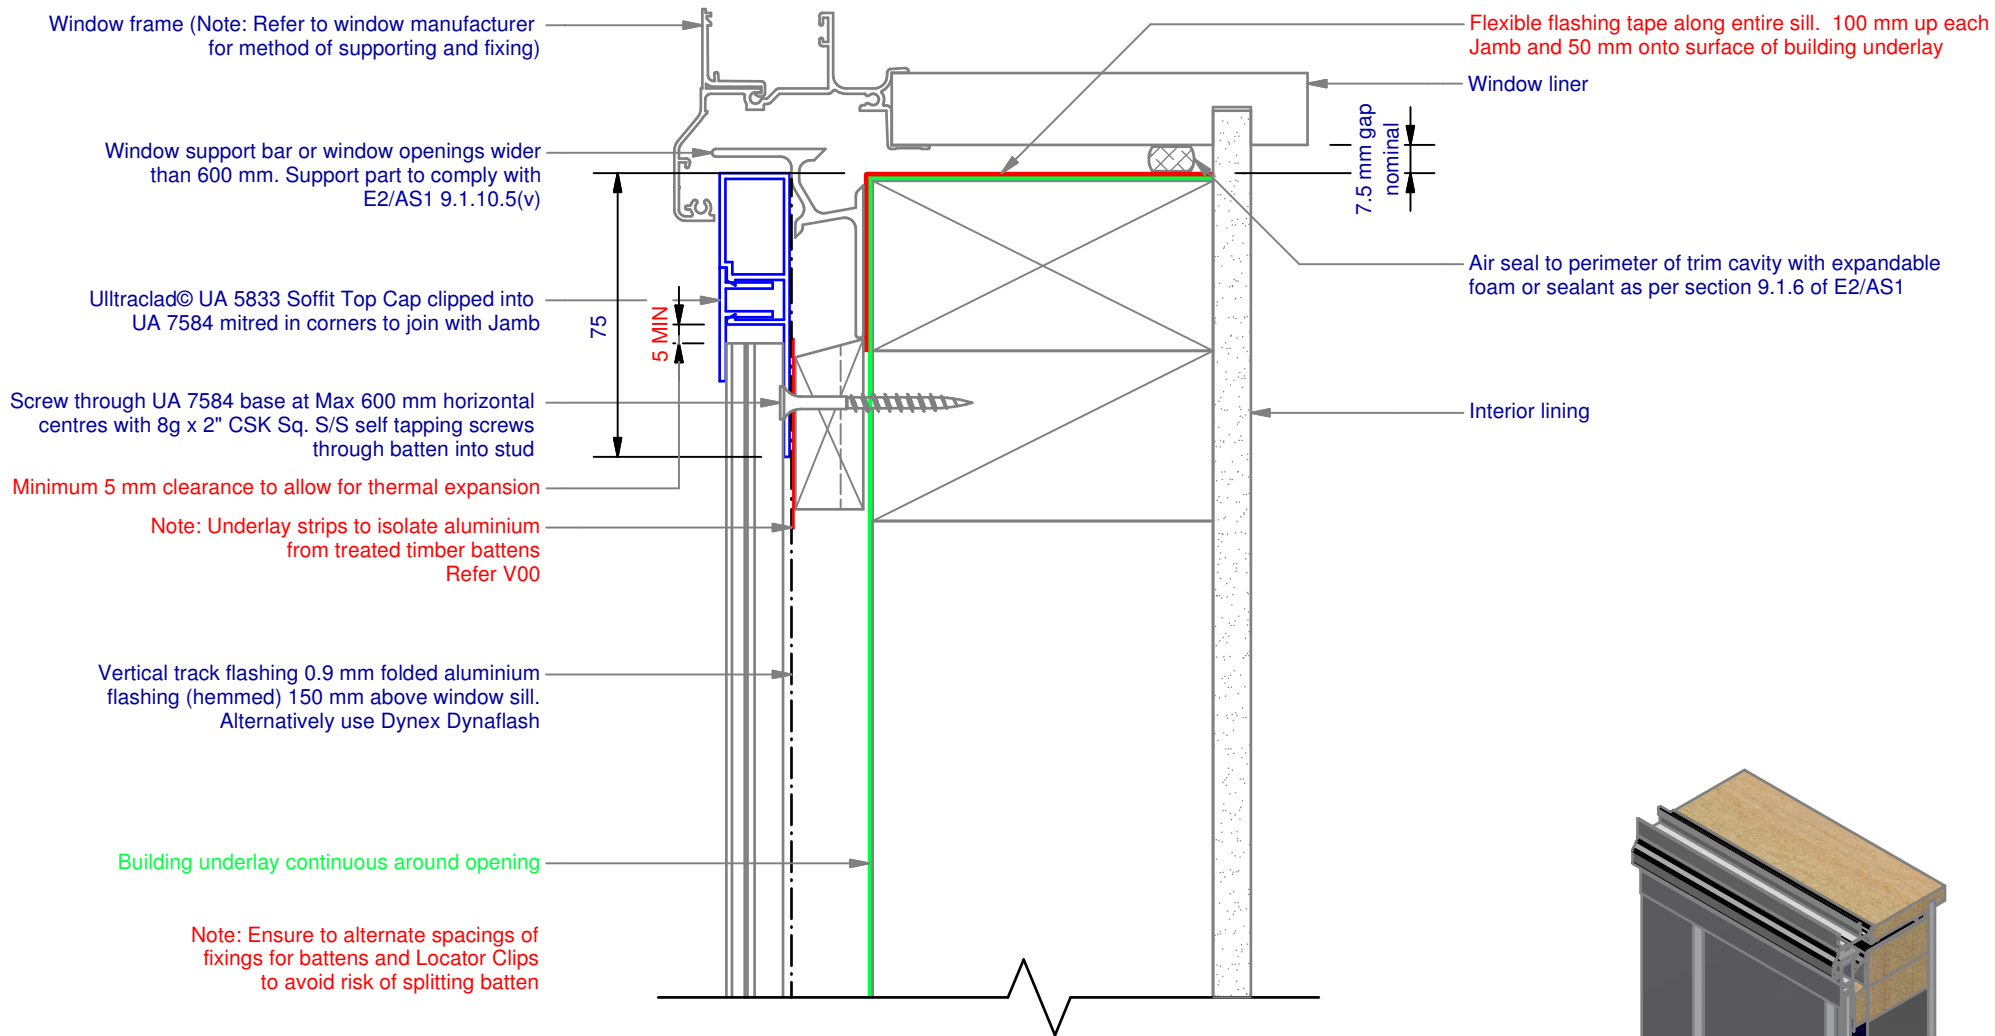 Window frame (Note: Refer to window manufacturer
for method of supporting and fixing)
Window support bar or window openings wider
than 600 mm. Support part to comply with
E2/AS1 9.1.10.5(v)
Ulltraclad© UA 5833 Soffit Top Cap clipped into
UA 7584 mitred in corners to join with Jamb
Screw through UA 7584 base at Max 600 mm horizontal
centres with 8g x 2" CSK Sq. S/S self tapping screws
through batten into stud
Minimum 5 mm clearance to allow for thermal expansion
Note: Underlay strips to isolate aluminium
from treated timber battens
Refer V00
Vertical track flashing 0.9 mm folded aluminium
flashing (hemmed) 150 mm above window sill.
Alternatively use Dynex Dynaflash
Building underlay continuous around opening
Note: Ensure to alternate spacings of
fixings for battens and Locator Clips
to avoid risk of splitting batten
75
5 MIN
Flexible flashing tape along entire sill.  100 mm up each
Jamb and 50 mm onto surface of building underlay
Window liner
7.5 mm gap
nominal
Air seal to perimeter of trim cavity with expandable
foam or sealant as per section 9.1.6 of E2/AS1
Interior lining